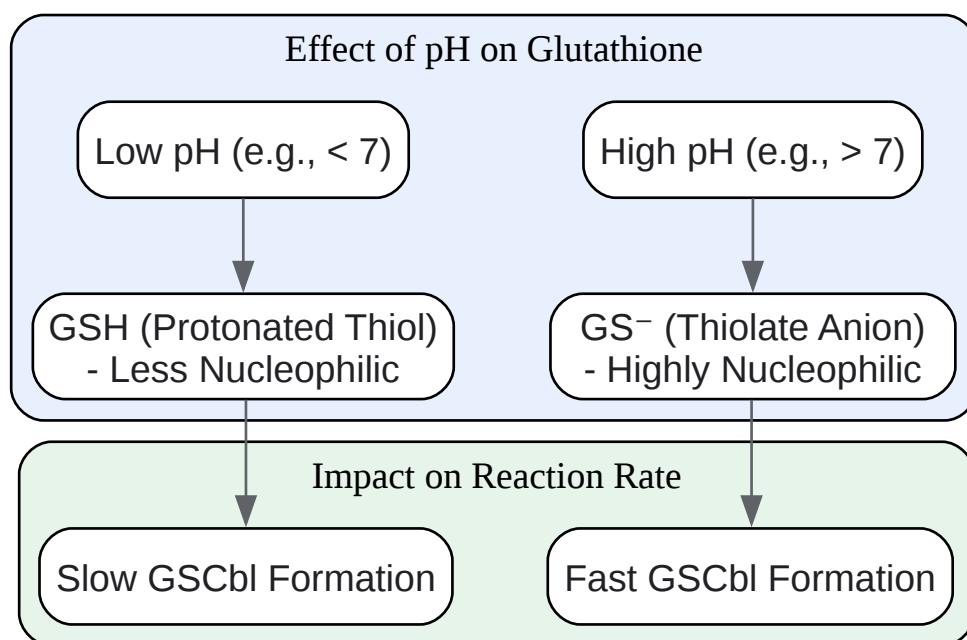 Effect of pH on Glutathione
Low pH (e.g., < 7)
High pH (e.g., > 7)
GSH (Protonated Thiol)
- Less Nucleophilic
GS⁻ (Thiolate Anion)
- Highly Nucleophilic
Impact on Reaction Rate
Slow GSCbl Formation
Fast GSCbl Formation